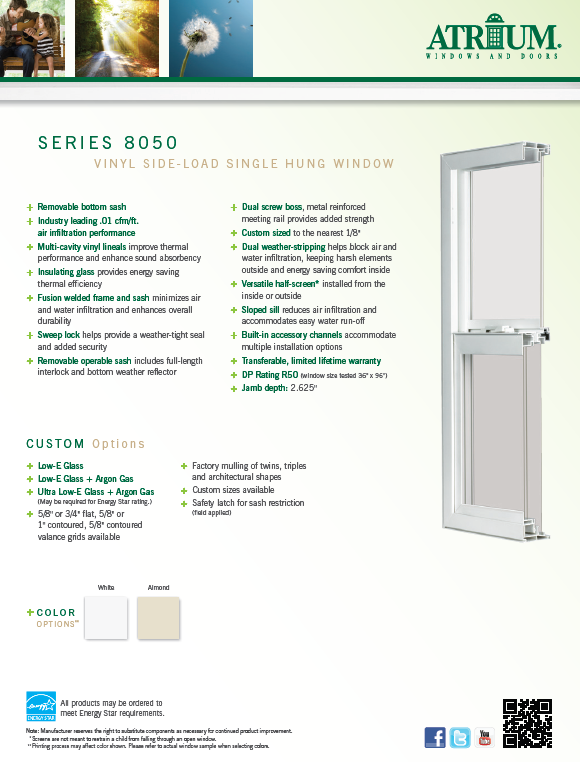 ATRIUM®
WINDOWS AND DOORS
SERIES 8050
VINYL SIDE-LOAD SINGLE HUNG WINDOW
+ Removable bottom sash
+ Industry leading .01 cfm/ft.
air infiltration performance
+ Multi-cavity vinyl lineals improve thermal
performance and enhance sound absorbency
+ Insulating glass provides energy saving
thermal efficiency
+ Fusion welded frame and sash minimizes air
and water infiltration and enhances overall
durability
+ Sweep lock helps provide a weather-tight seal
and added security
+ Removable operable sash includes full-length
interlock and bottom weather reflector
+ Dual screw boss, metal reinforced
meeting rail provides added strength
+ Custom sized to the nearest 1/8"
+ Dual weather-stripping helps block air and
water infiltration, keeping harsh elements
outside and energy saving comfort inside
+ Versatile half-screen* installed from the
inside or outside
+ Sloped sill reduces air infiltration and
accommodates easy water run-off
+ Built-in accessory channels accommodate
multiple installation options
+ Transferable, limited lifetime warranty
+ DP Rating R50 (window size tested 36" x 96")
+ Jamb depth: 2.625"
CUSTOM Options
+ Low-E Glass
+ Low-E Glass + Argon Gas
+ Ultra Low-E Glass + Argon Gas
(May be required for Energy Star rating.)
+ 5/8" or 3/4" flat, 5/8" or
1" contoured, 5/8" contoured
valance grids available
+ Factory mulling of twins, triples
and architectural shapes
+ Custom sizes available
+ Safety latch for sash restriction
(field applied)
White Almond
+ COLOR
OPTIONS**
ENERGY STAR
All products may be ordered to
meet Energy Star requirements.
Note: Manufacturer reserves the right to substitute components as necessary for continued product improvement.
* Screens are not meant to restrain a child from falling through an open window.
** Printing process may affect color shown. Please refer to actual window sample when selecting colors.
f
t
You
Tube